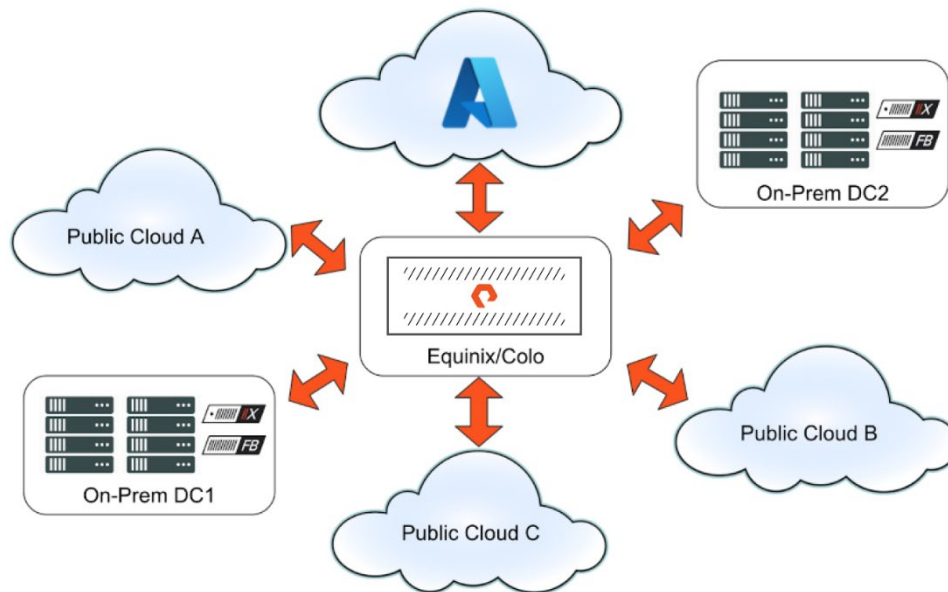 On-Prem DC2
Public Cloud A
Equinix/Colo
On-Prem DC1
Public Cloud B
Public Cloud C
//X
FB
//X
FB